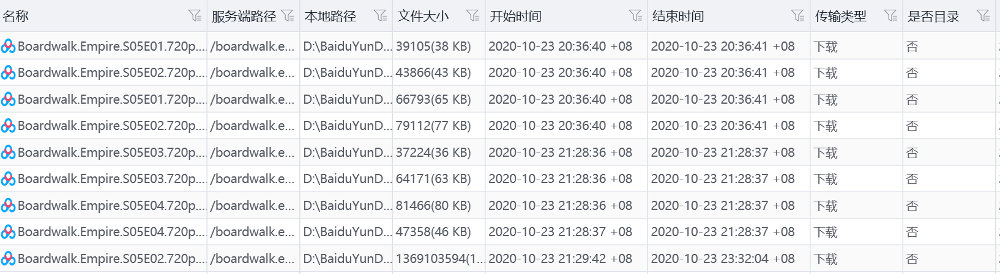 名称 服务端路径 本地路径 文件大小 开始时间 结束时间 传输类型 是否目录
Boardwalk.Empire.S05E01.720p.... /boardwalk.e... D:\BaiduYunD... 39105(38 KB) 2020-10-23 20:36:40 +08 2020-10-23 20:36:41 +08 下载 否
Boardwalk.Empire.S05E02.720p.... /boardwalk.e... D:\BaiduYunD... 43866(43 KB) 2020-10-23 20:36:40 +08 2020-10-23 20:36:41 +08 下载 否
Boardwalk.Empire.S05E01.720p.... /boardwalk.e... D:\BaiduYunD... 66793(65 KB) 2020-10-23 20:36:40 +08 2020-10-23 20:36:41 +08 下载 否
Boardwalk.Empire.S05E02.720p.... /boardwalk.e... D:\BaiduYunD... 79112(77 KB) 2020-10-23 20:36:40 +08 2020-10-23 20:36:41 +08 下载 否
Boardwalk.Empire.S05E03.720p.... /boardwalk.e... D:\BaiduYunD... 37224(36 KB) 2020-10-23 21:28:36 +08 2020-10-23 21:28:37 +08 下载 否
Boardwalk.Empire.S05E03.720p.... /boardwalk.e... D:\BaiduYunD... 64171(63 KB) 2020-10-23 21:28:36 +08 2020-10-23 21:28:37 +08 下载 否
Boardwalk.Empire.S05E04.720p.... /boardwalk.e... D:\BaiduYunD... 81466(80 KB) 2020-10-23 21:28:36 +08 2020-10-23 21:28:37 +08 下载 否
Boardwalk.Empire.S05E04.720p.... /boardwalk.e... D:\BaiduYunD... 47358(46 KB) 2020-10-23 21:28:37 +08 2020-10-23 21:28:37 +08 下载 否
Boardwalk.Empire.S05E02.720p.... /boardwalk.e... D:\BaiduYunD... 1369103594(1... 2020-10-23 21:29:42 +08 2020-10-23 23:32:04 +08 下载 否